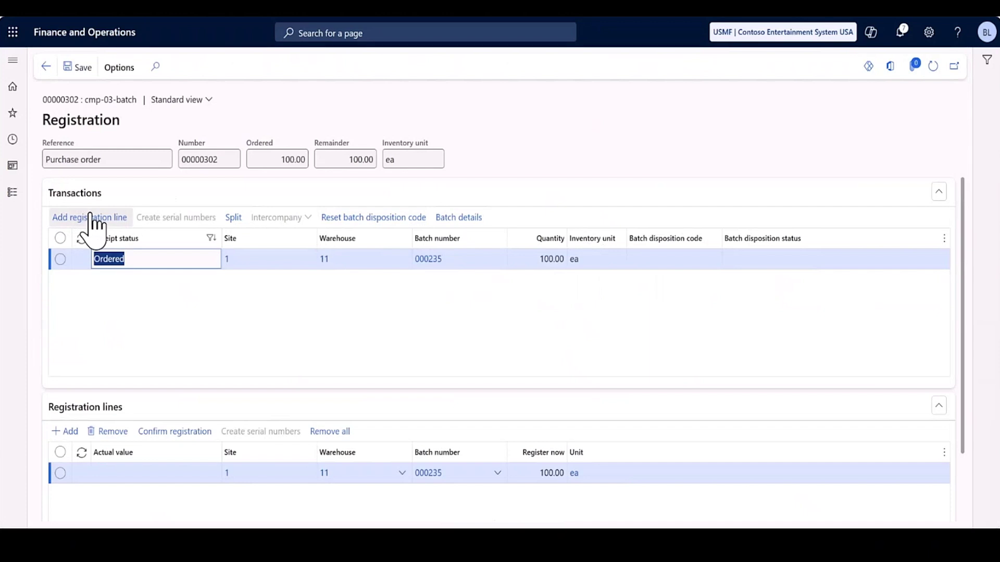 Finance and Operations
Search for a page
USMF | Contoso Entertainment System USA
7
BL
Save
Options
0
00000302 : cmp-03-batch | Standard view
Registration
Reference Number Ordered Remainder Inventory unit
Purchase order 00000302 100.00 100.00 ea
Transactions
Add registration line Create serial numbers Split Intercompany Reset batch disposition code Batch details
status Site Warehouse Batch number Quantity Inventory unit Batch disposition code Batch disposition status
Ordered 1 11 000235 100.00 ea
Registration lines
Add Remove Confirm registration Create serial numbers Remove all
Actual value Site Warehouse Batch number Register now Unit
1 11 000235 100.00 ea